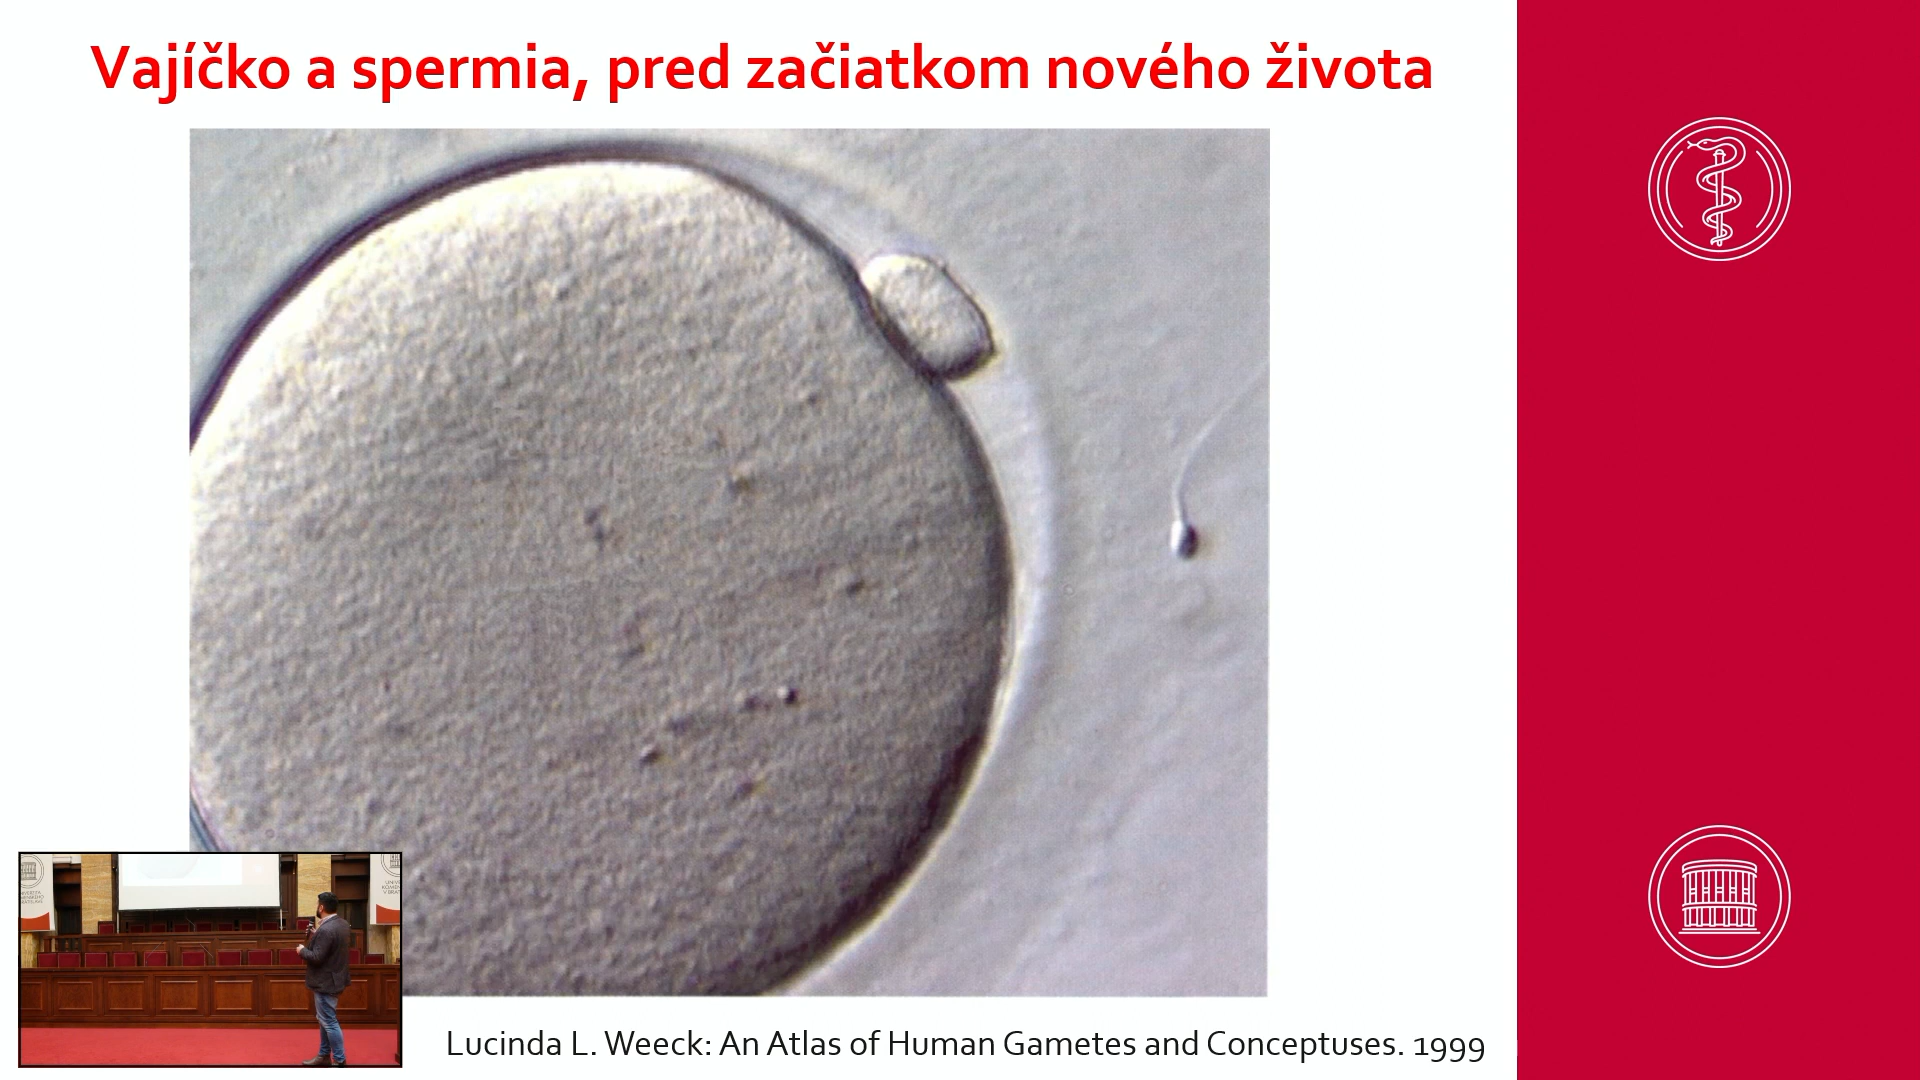 Vajíčko a spermia, pred začiatkom nového života
Lucinda L. Weeck: An Atlas of Human Gametes and Conceptuses. 1999